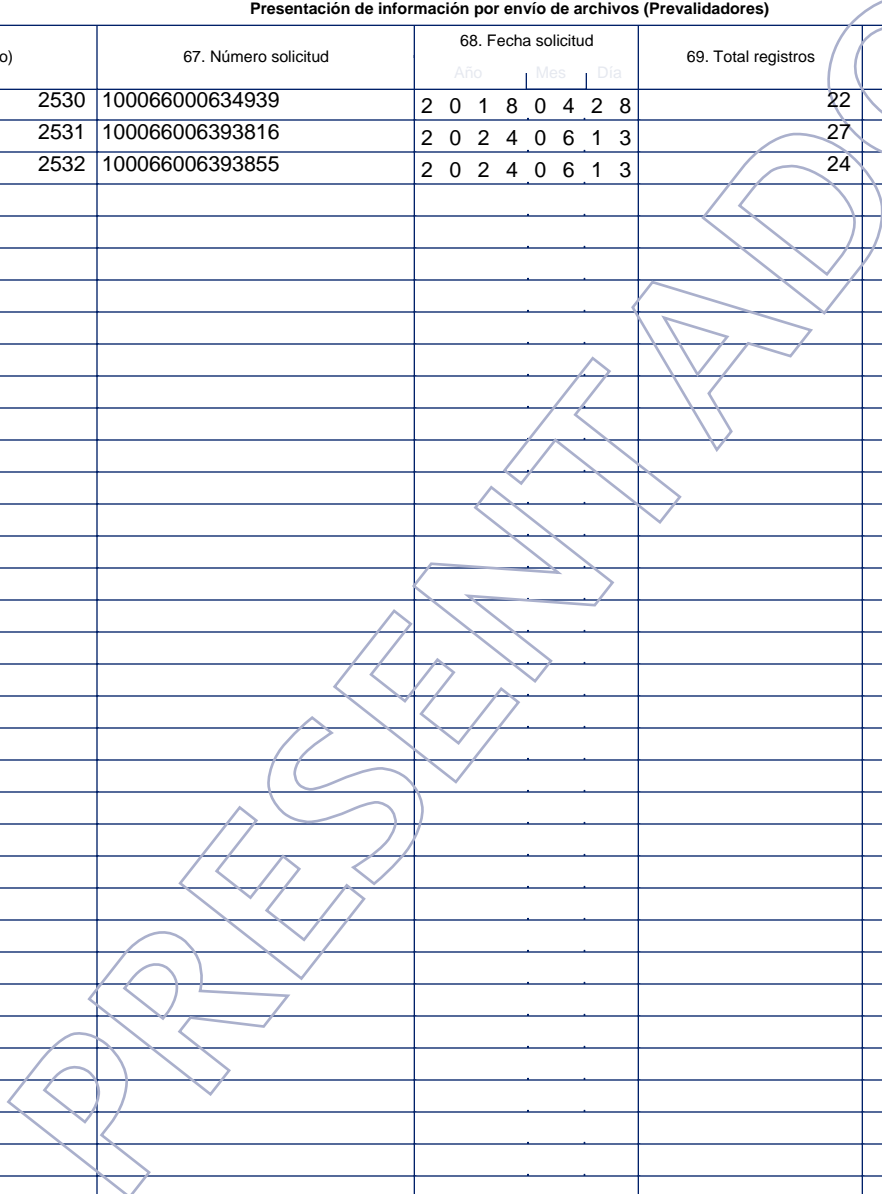 Presentación de información por envío de archivos (Prevalidadores)
o) 67. Número solicitud 68. Fecha solicitud 69. Total registros
Año Mes Día
2530 100066000634939 2 0 1 8 0 4 2 8 22
2531 100066006393816 2 0 2 4 0 6 1 3 27
2532 100066006393855 2 0 2 4 0 6 1 3 24
PRESENTADO